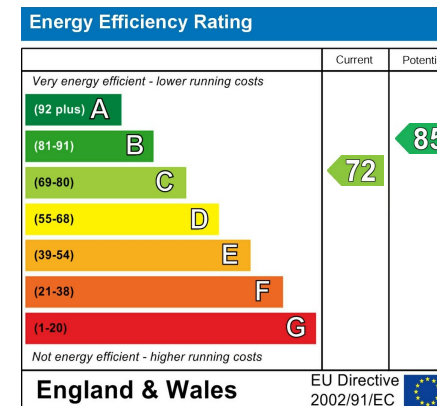 Energy Efficiency Rating
Current
Very energy efficient - lower running costs
(92 plus) A
(81-91) B
85
(69-80) C
72
(55-68) D
(39-54) E
(21-38) F
(1-20) G
Not energy efficient - higher running costs
England & Wales
EU Directive
2002/91/EC